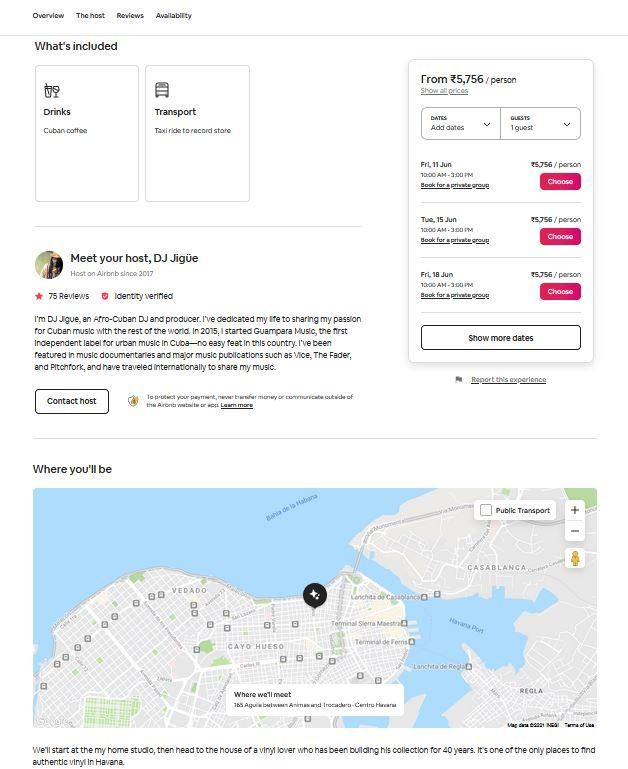 Overview The host Reviews Availability
What's included
Drinks
Cuban coffee
Transport
Taxi ride to record store
From ₹5,756 / person
Show all prices
DATES
Add dates
GUESTS
1 guest
Fri, 11 Jun ₹5,756 / person
10:00 AM - 3:00 PM
Book for a private group
Choose
Tue, 15 Jun ₹5,756 / person
10:00 AM - 3:00 PM
Book for a private group
Choose
Fri, 18 Jun ₹5,756 / person
10:00 AM - 3:00 PM
Book for a private group
Choose
Show more dates
Report this experience
Meet your host, DJ Jigüe
Host on Airbnb since 2017
75 Reviews Identity verified
I'm DJ Jigue, an Afro-Cuban DJ and producer. I've dedicated my life to sharing my passion
for Cuban music with the rest of the world. In 2015, I started Guampara Music, the first
independent label for urban music in Cuba—no easy feat in this country. I've been
featured in music documentaries and major music publications such as Vice, The Fader,
and Pitchfork, and have traveled internationally to share my music.
Contact host
To protect your payment, never transfer money or communicate outside of
the Airbnb website or app. Learn more
Where you'll be
Bahía de la Habana
Public Transport
+
−
Vía Monumental
CASABLANCA
VEDADO
Lanchita de Casablanca
Terminal Sierra Maestra
Havana Port
CAYO HUESO
Terminal de Ferris
Lanchita de Regla
REGLA
Where we'll meet
165 Aguila between Animas and Trocadero - Centro Havana
Google
Map data ©2021 INEGI Terms of Use
We'll start at the my home studio, then head to the house of a vinyl lover who has been building his collection for 40 years. It's one of the only places to find
authentic vinyl in Havana.